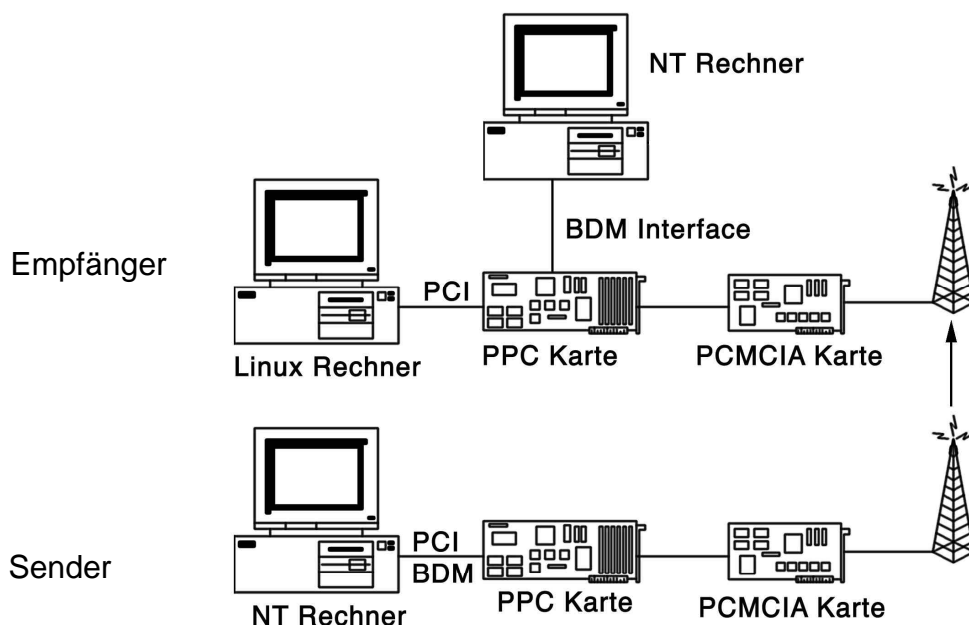 NT Rechner
BDM Interface
Empfänger
PCI
Linux Rechner
PPC Karte
PCMCIA Karte
Sender
PCI
BDM
NT Rechner
PPC Karte
PCMCIA Karte